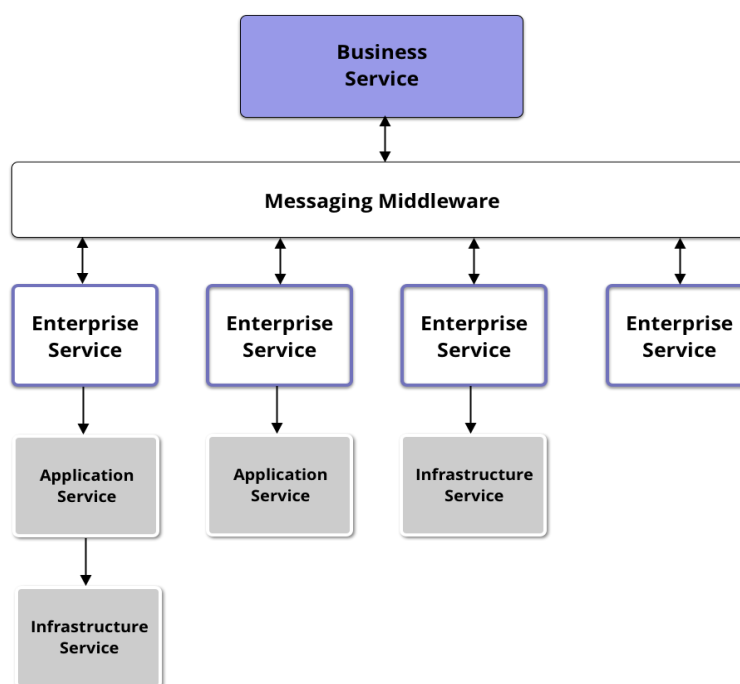 Business
Service
Messaging Middleware
Enterprise
Service
Enterprise
Service
Enterprise
Service
Enterprise
Service
Application
Service
Application
Service
Infrastructure
Service
Infrastructure
Service